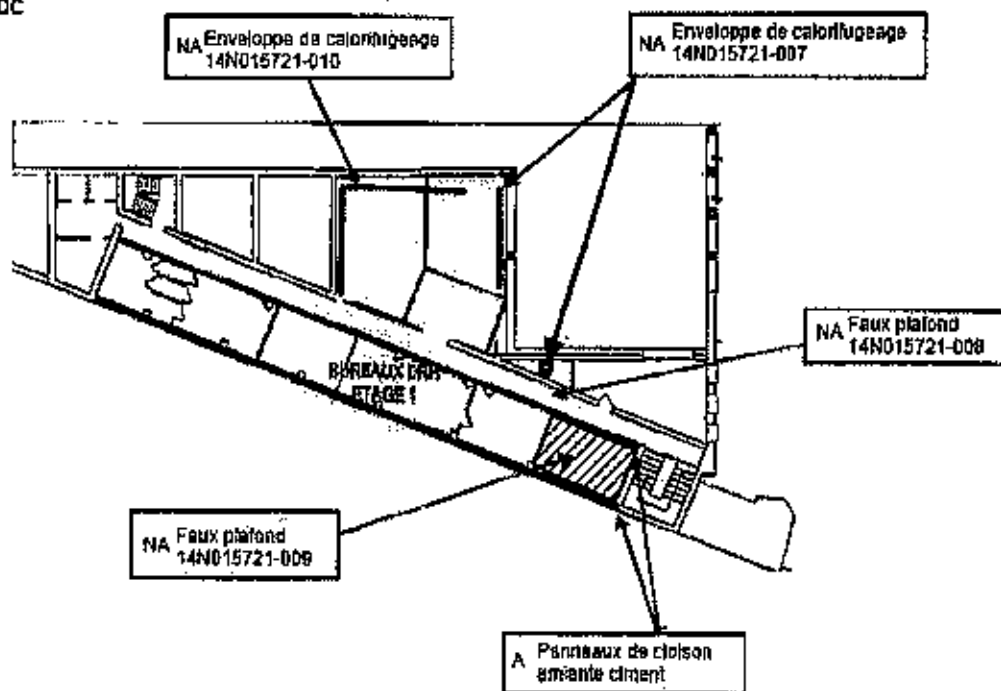 NA Enveloppe de calorifugeage
14N015721-010
NA Enveloppe de calorifugeage
14N015721-007
NA Faux plafond
14N015721-008
BUREAUX
ETAGE 1
NA Faux plafond
14N015721-009
A Panneaux de cloison
amiante ciment